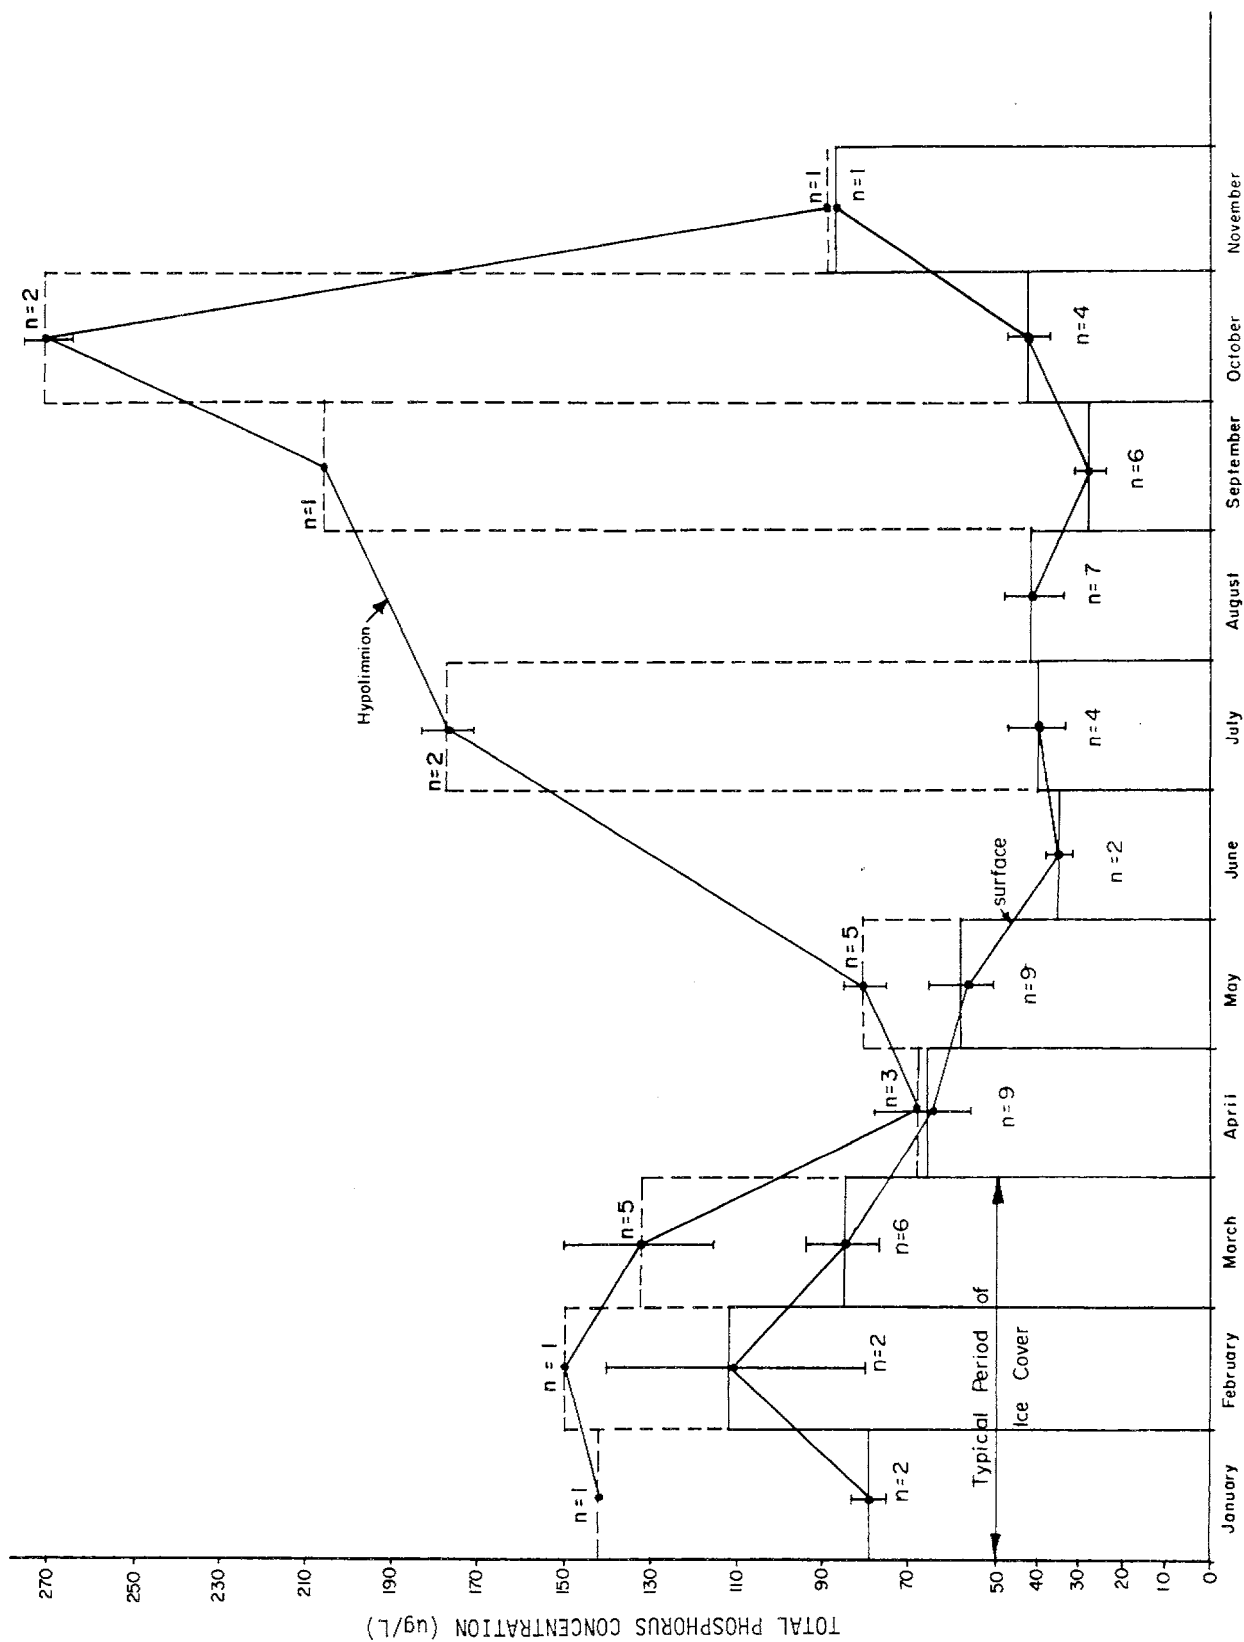 TOTAL PHOSPHORUS CONCENTRATION (ug/L)
270
250
230
210
190
170
150
130
110
90
70
50
40
30
20
10
0
n=1
n=1
n=5
n=3
n=5
n=2
n=1
n=2
n=1
Hypolimnion
n=2
n=2
n=6
n=9
n=9
n=2
n=4
n=7
n=6
n=4
n=1
surface
Typical Period of
Ice Cover
January February March April May June July August September October November